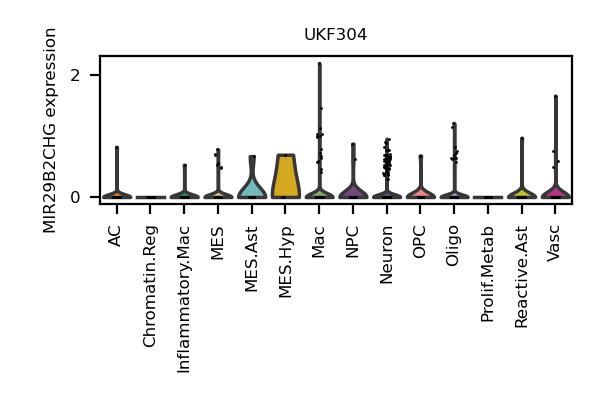 UKF304
MIR29B2CHG expression
2
0
AC
Chromatin.Reg
Inflammatory.Mac
MES
MES.Ast
MES.Hyp
Mac
NPC
Neuron
OPC
Oligo
Prolif.Metab
Reactive.Ast
Vasc